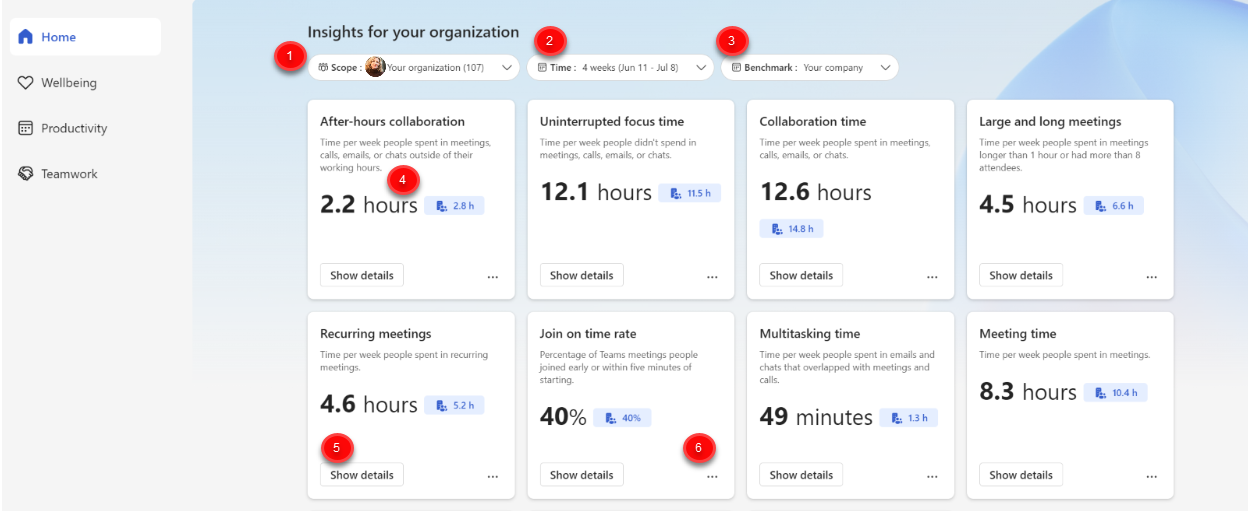 Home
Wellbeing
Productivity
Teamwork
Insights for your organization
1
2
3
Scope : Your organization (107)
Time : 4 weeks (Jun 11 - Jul 8)
Benchmark : Your company
After-hours collaboration
Time per week people spent in meetings,
calls, emails, or chats outside of their
working hours.
4
2.2 hours 2.8 h
Show details
...
Uninterrupted focus time
Time per week people didn't spend in
meetings, calls, emails, or chats.
12.1 hours 11.5 h
Show details
...
Collaboration time
Time per week people spent in meetings,
calls, emails, or chats.
12.6 hours
14.8 h
Show details
...
Large and long meetings
Time per week people spent in meetings
longer than 1 hour or had more than 8
attendees.
4.5 hours 6.6 h
Show details
...
Recurring meetings
Time per week people spent in recurring
meetings.
4.6 hours 5.2 h
5
Show details
...
Join on time rate
Percentage of Teams meetings people
joined early or within five minutes of
starting.
40% 40%
6
Show details
...
Multitasking time
Time per week people spent in emails and
chats that overlapped with meetings and
calls.
49 minutes 1.3 h
Show details
...
Meeting time
Time per week people spent in meetings.
8.3 hours 10.4 h
Show details
...